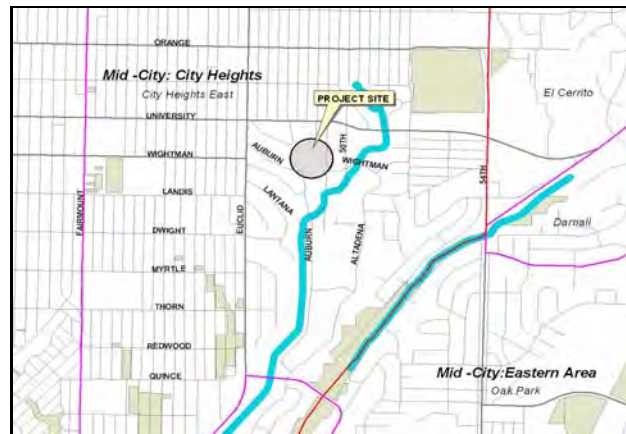 ORANGE
Mid -City: City Heights
City Heights East
PROJECT SITE
El Cerrito
UNIVERSITY
AUBURN
50TH
WIGHTMAN
WIGHTMAN
54TH
LANDIS
LANTANA
FAIRMOUNT
EUCLID
DWIGHT
AUBURN
ALTADENA
Darnall
MYRTLE
THORN
REDWOOD
QUINCE
Mid -City:Eastern Area
Oak Park